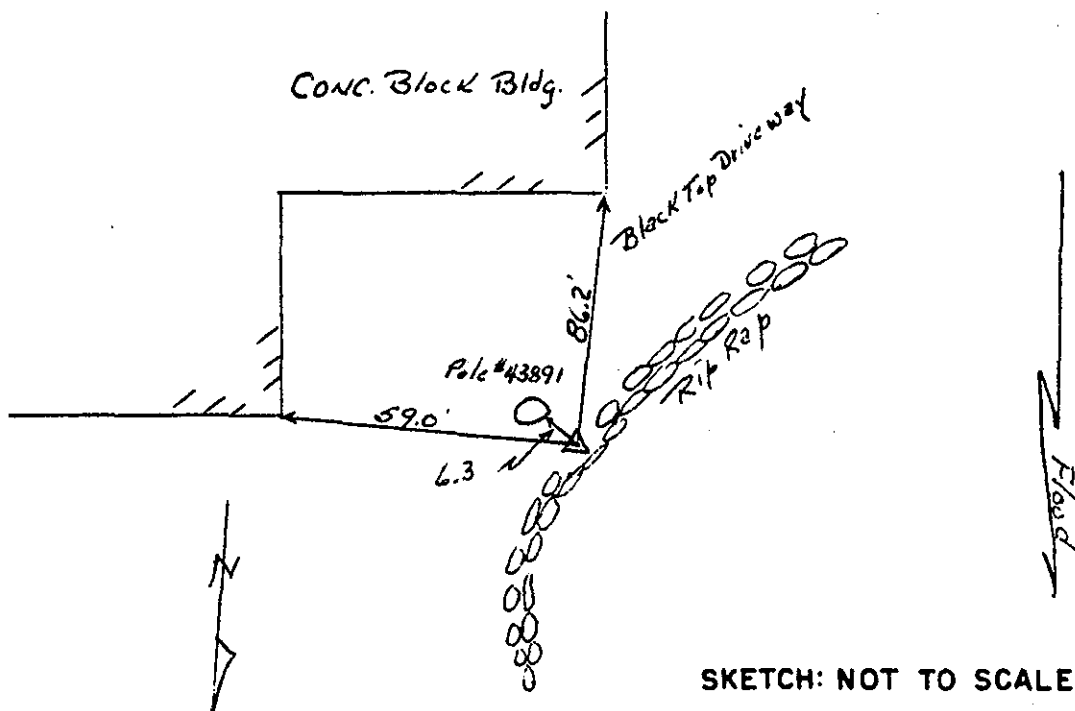 Conc. Block Bldg.
Black Top Driveway
86.2'
Pole #43891
Rip Rap
59.0'
6.3
Flood
N
SKETCH: NOT TO SCALE